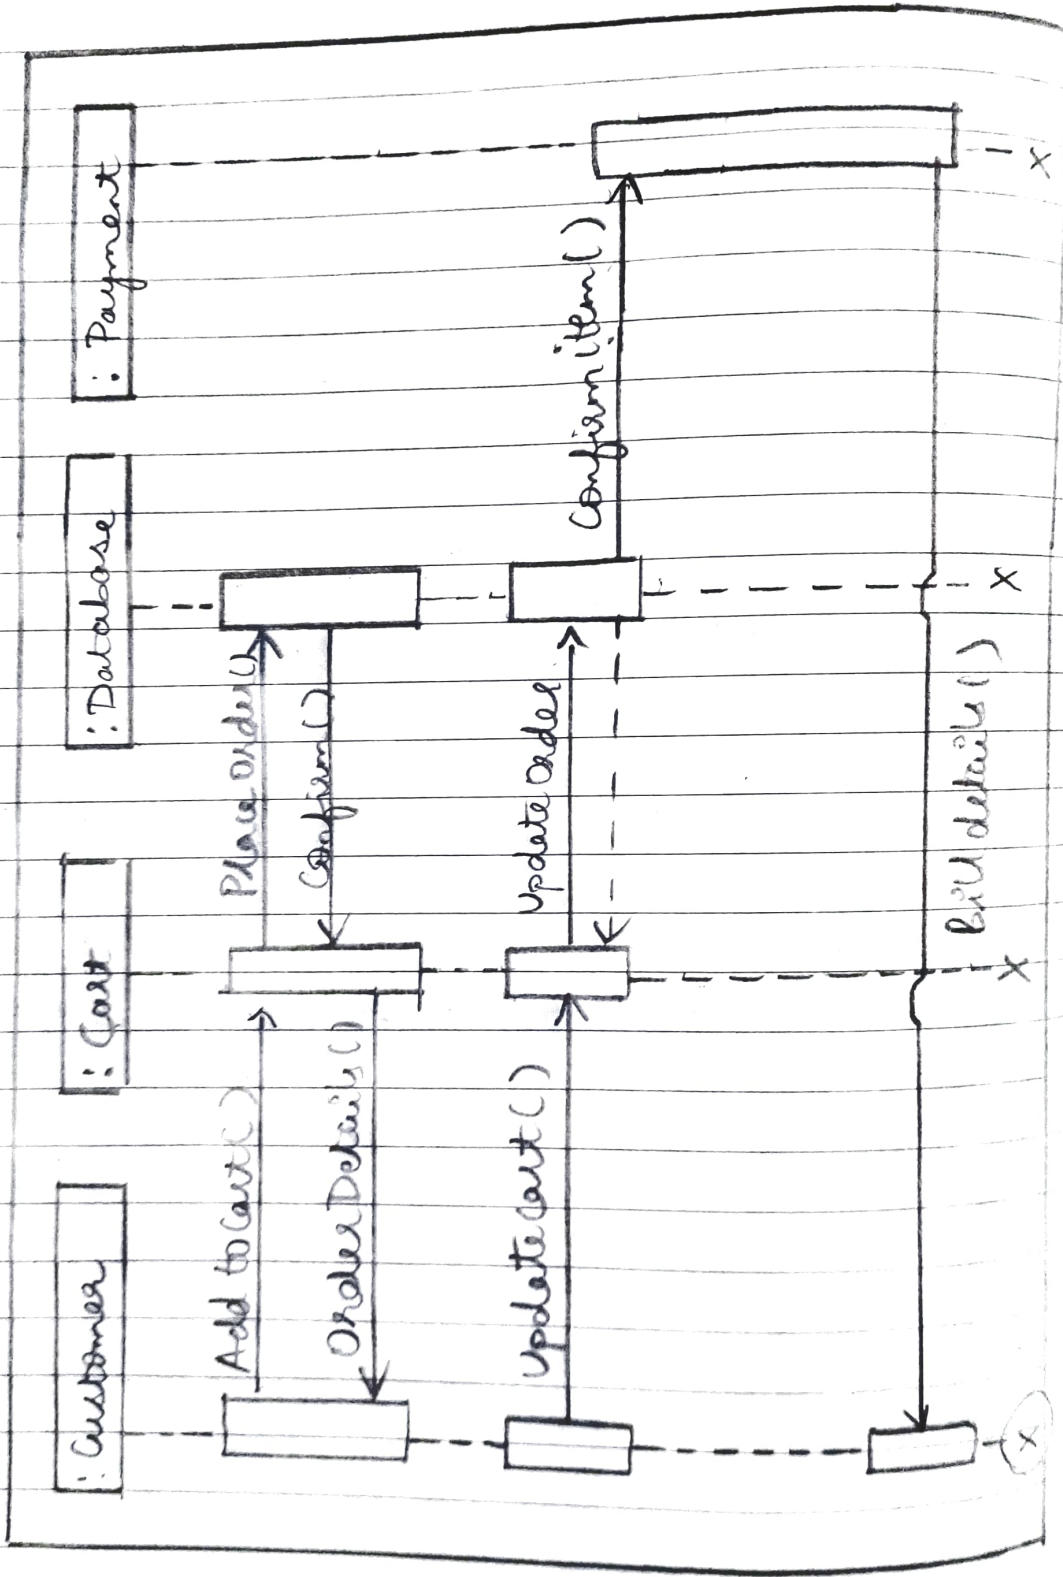 : Customer
: Cart
: Database
: Payment
Add to Cart( )
Place Order( )
Confirm( )
Order Details( )
Update Cart( )
Update Order
Confirm item( )
Bill details( )
X
X
X
X